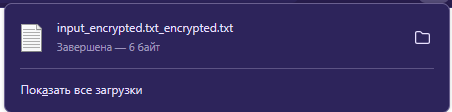 input_encrypted.txt_encrypted.txt
Завершена — 6 байт
Показать все загрузки